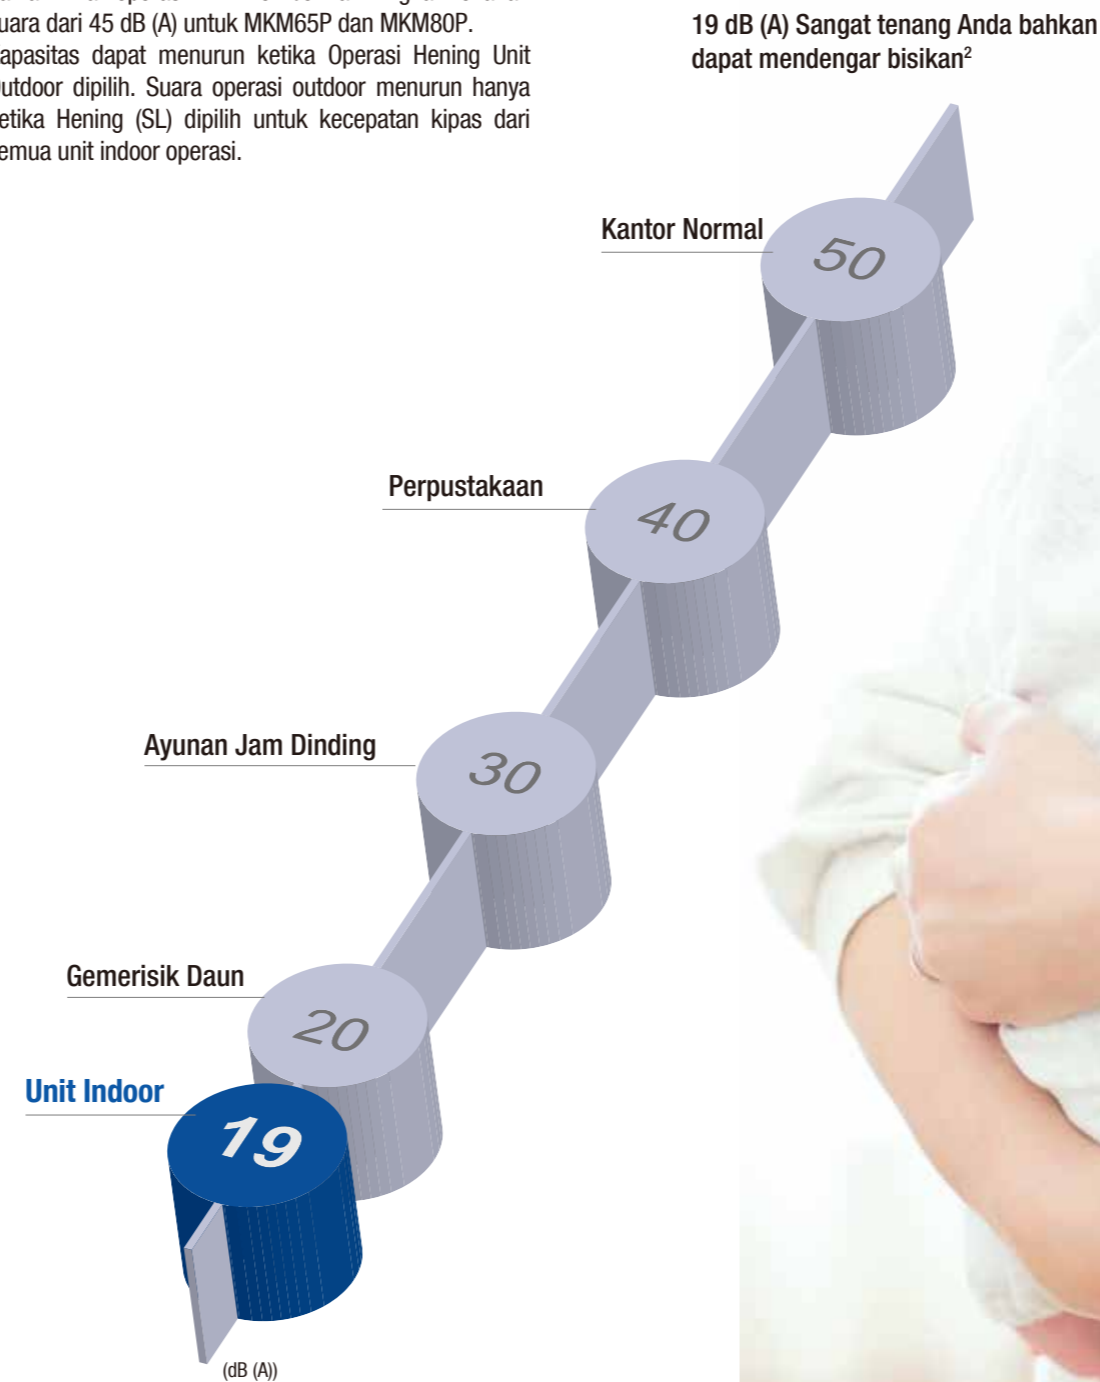 uara dari 45 dB (A) untuk MKM65P dan MKM80P.
apasitas dapat menurun ketika Operasi Hening Unit
utdoor dipilih. Suara operasi outdoor menurun hanya
etika Hening (SL) dipilih untuk kecepatan kipas dari
emua unit indoor operasi.
19 dB (A) Sangat tenang Anda bahkan
dapat mendengar bisikan²
Kantor Normal
50
Perpustakaan
40
Ayunan Jam Dinding
30
Gemerisik Daun
20
Unit Indoor
19
(dB (A))